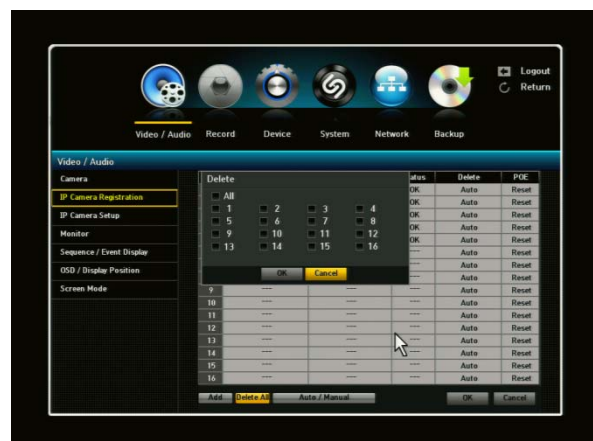 Logout
Return
Video / Audio Record Device System Network Backup
Video / Audio
Camera
IP Camera Registration
IP Camera Setup
Monitor
Sequence / Event Display
OSD / Display Position
Screen Mode
Delete
All
1 2 3 4
5 6 7 8
9 10 11 12
13 14 15 16
OK Cancel
atus Delete POE
OK Auto Reset
OK Auto Reset
OK Auto Reset
OK Auto Reset
OK Auto Reset
---- Auto Reset
---- Auto Reset
---- Auto Reset
9 ---- ---- ---- Auto Reset
10 ---- ---- ---- Auto Reset
11 ---- ---- ---- Auto Reset
12 ---- ---- ---- Auto Reset
13 ---- ---- ---- Auto Reset
14 ---- ---- ---- Auto Reset
15 ---- ---- ---- Auto Reset
16 ---- ---- ---- Auto Reset
Add Delete All Auto / Manual OK Cancel